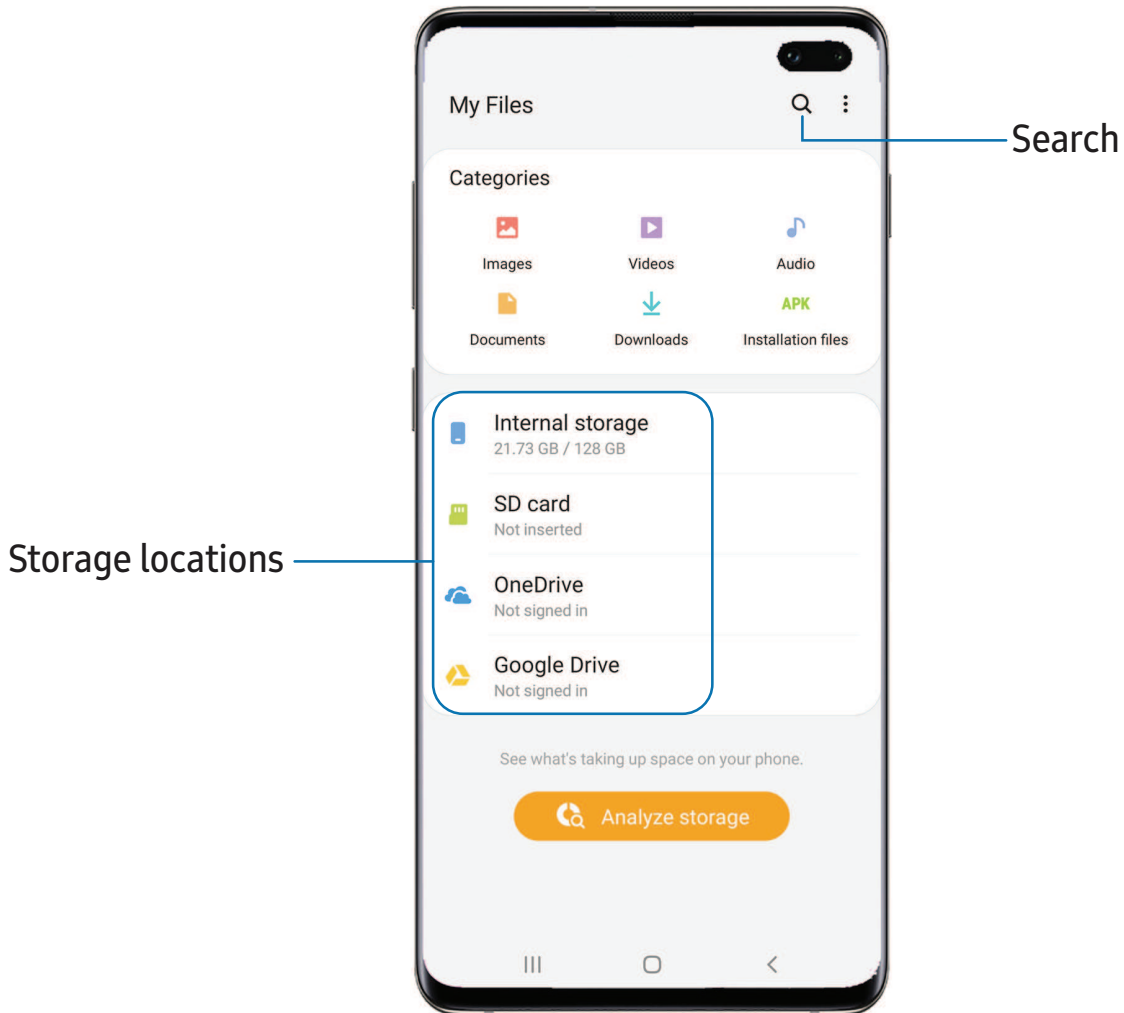 My Files
Search
Categories
Images Videos Audio
APK
Documents Downloads Installation files
Internal storage
21.73 GB / 128 GB
SD card
Not inserted
Storage locations
OneDrive
Not signed in
Google Drive
Not signed in
See what's taking up space on your phone.
Analyze storage